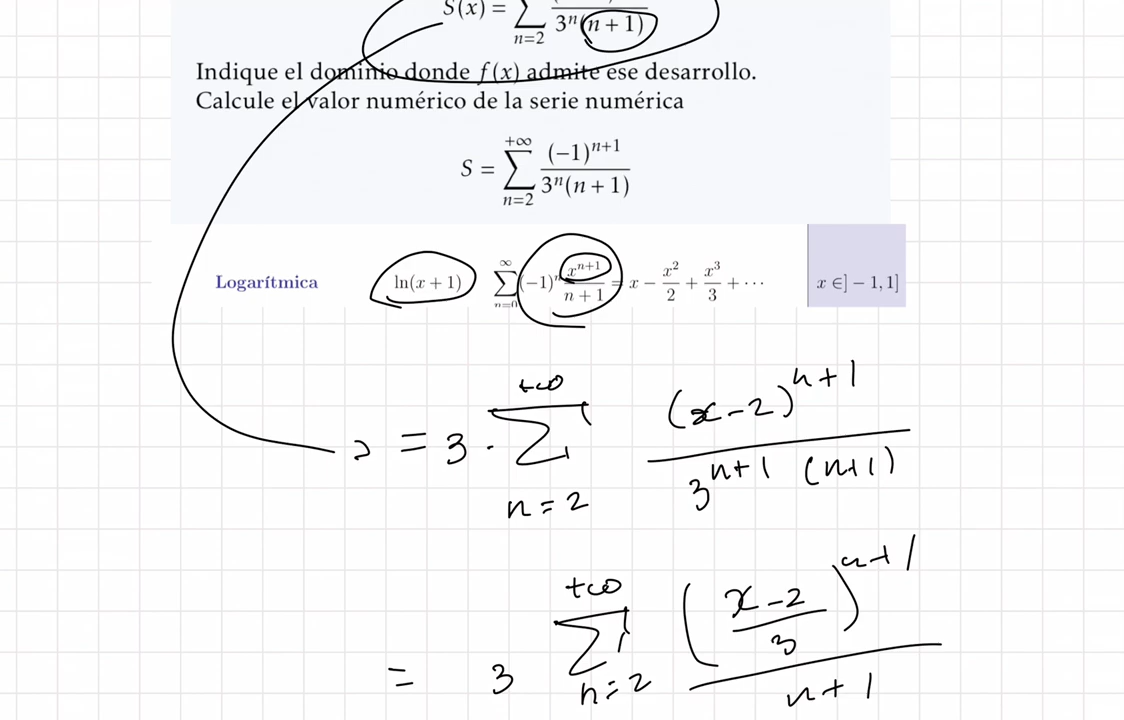 S(x) = ∑ n=2 3ⁿ(n + 1)
Indique el dominio donde f(x) admite ese desarrollo.
Calcule el valor numérico de la serie numérica
S = ∑_{n=2}^{+∞} (−1)^{n+1} / 3ⁿ(n + 1)
Logarítmica ln(x + 1) ∑_{n=0}^{∞} (−1)ⁿ x^{n+1} / n + 1 = x − x²/2 + x³/3 + ⋯ x ∈] − 1, 1]
= 3 · ∑_{n=2}^{+∞} (x−2)^{n+1} / 3^{n+1} (n+1)
= 3 ∑_{n=2}^{+∞} ((x−2)/3)^{n+1} / n+1